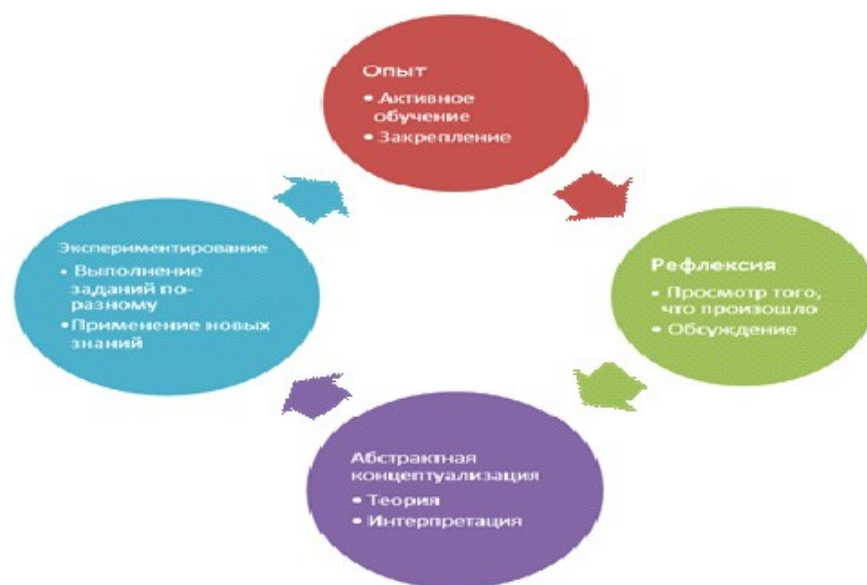 Опыт
• Активное
обучение
• Закрепление
Рефлексия
• Просмотр того,
что произошло
• Обсуждение
Абстрактная
концептуализация
• Теория
• Интерпретация
Экспериментирование
• Выполнение
заданий по-
разному
•Применение новых
знаний